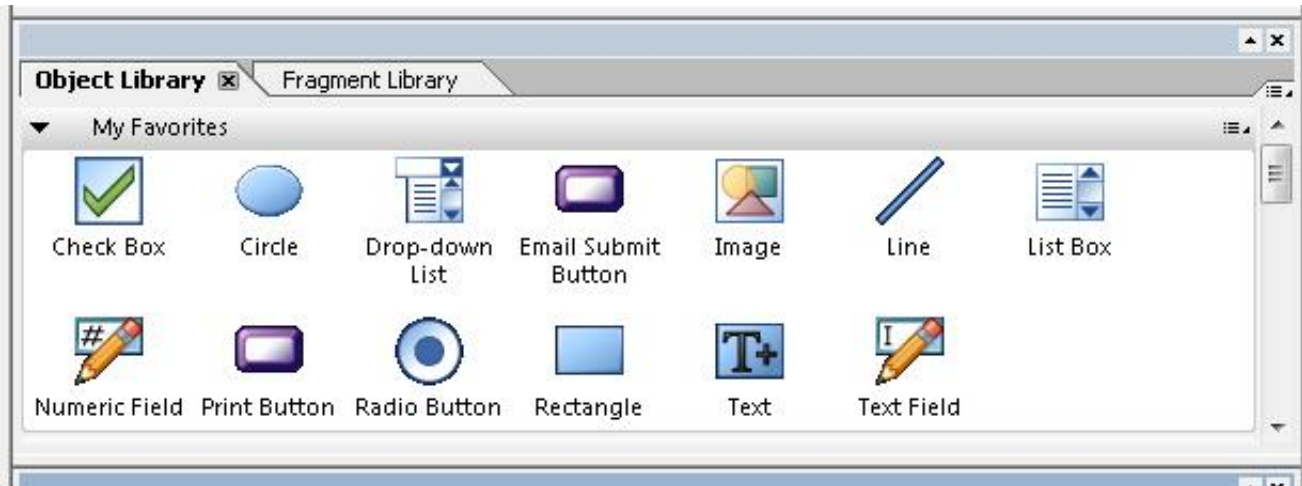 Object Library Fragment Library
My Favorites
Check Box Circle Drop-down List Email Submit Button Image Line List Box
#
I
T+
Numeric Field Print Button Radio Button Rectangle Text Text Field